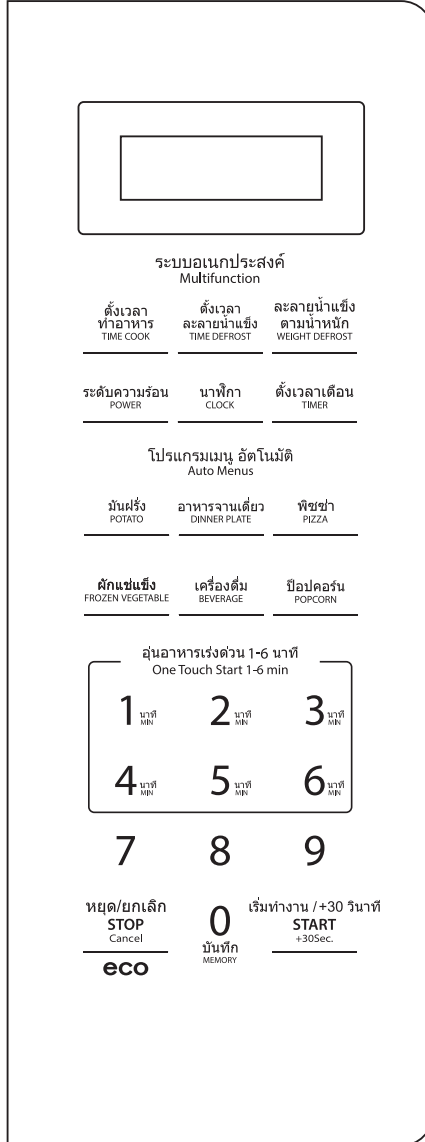 ระบบอเนกประสงค์
Multifunction
ตั้งเวลา
ทำอาหาร
TIME COOK
ตั้งเวลา
ละลายน้ำแข็ง
TIME DEFROST
ละลายน้ำแข็ง
ตามน้ำหนัก
WEIGHT DEFROST
ระดับความร้อน
POWER
นาฬิกา
CLOCK
ตั้งเวลาเตือน
TIMER
โปรแกรมเมนู อัตโนมัติ
Auto Menus
มันฝรั่ง
POTATO
อาหารจานเดี่ยว
DINNER PLATE
พิซซ่า
PIZZA
ผักแช่แข็ง
FROZEN VEGETABLE
เครื่องดื่ม
BEVERAGE
ป๊อปคอร์น
POPCORN
อุ่นอาหารเร่งด่วน 1-6 นาที
One Touch Start 1-6 min
1 นาที MIN
2 นาที MIN
3 นาที MIN
4 นาที MIN
5 นาที MIN
6 นาที MIN
7 8 9
หยุด/ยกเลิก
STOP
Cancel
eco
0
บันทึก
MEMORY
เริ่มทำงาน /+30 วินาที
START
+30Sec.